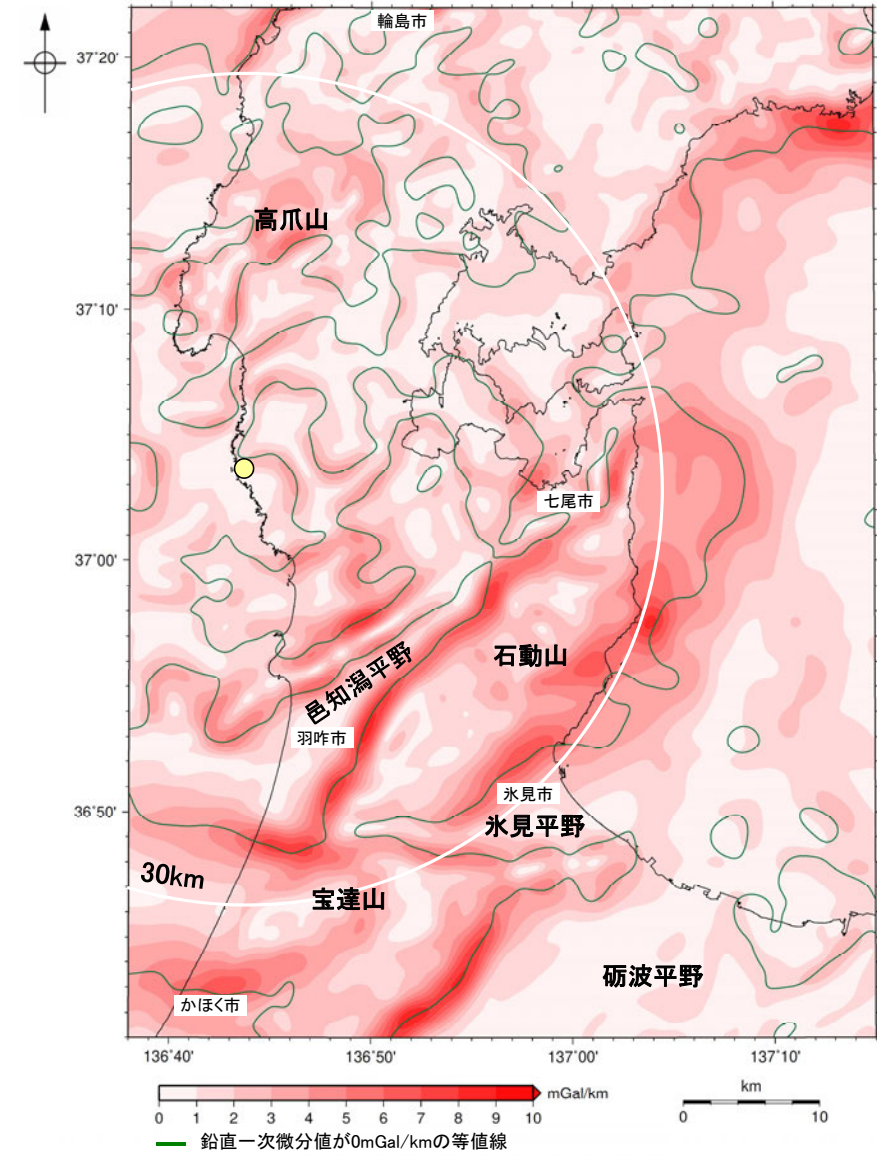 輪島市
37°20'
高爪山
37°10'
七尾市
37°00'
石動山
邑知潟平野
羽咋市
36°50'
氷見市
氷見平野
30km
宝達山
砺波平野
かほく市
136°40'
136°50'
137°00'
137°10'
mGal/km
0 1 2 3 4 5 6 7 8 9 10
km
0 10
鉛直一次微分値が0mGal/kmの等値線